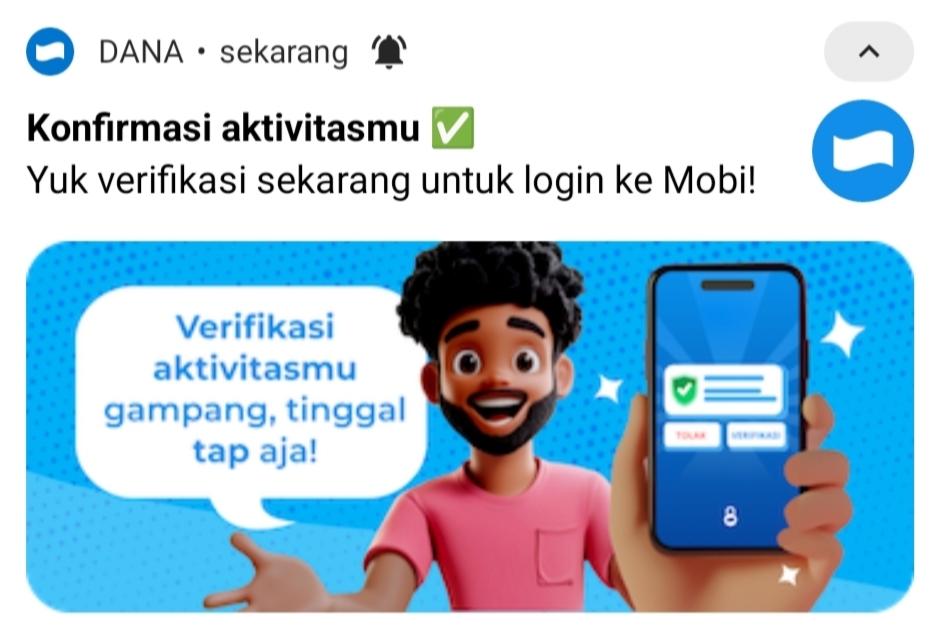 DANA • sekarang
Konfirmasi aktivitasmu ✅
Yuk verifikasi sekarang untuk login ke Mobi!
Verifikasi
aktivitasmu
gampang, tinggal
tap aja!
TOLAK
VERIFIKASI